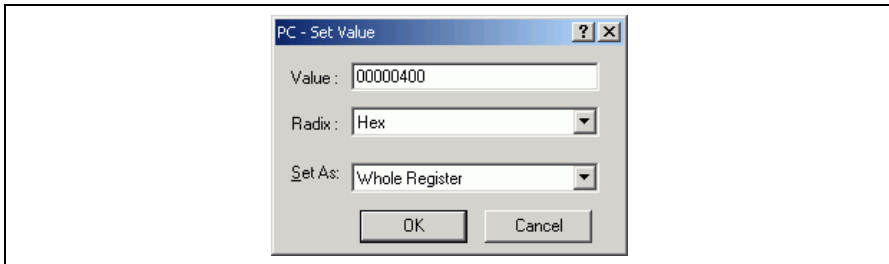 PC - Set Value
Value : 00000400
Radix : Hex
Set As: Whole Register
OK Cancel